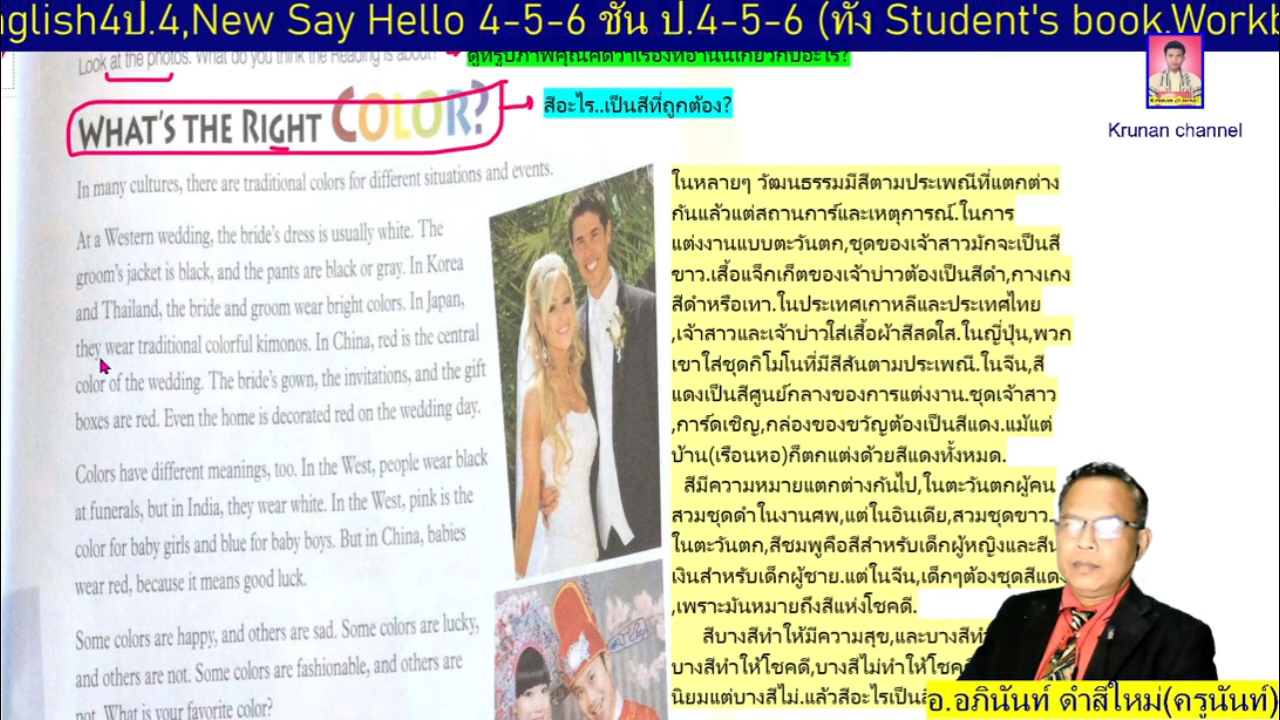 nglish4ป.4,New Say Hello 4-5-6 ชั้น ป.4-5-6 (ทั้ง Student's book,Workb
Look at the photos. What do you think the Reading is about?
ดูที่รูปภาพคุณคิดว่าเรื่องที่อ่านนี้เกี่ยวกับอะไร?
WHAT'S THE RIGHT COLOR?
สีอะไร..เป็นสีที่ถูกต้อง?
Krunan channel
In many cultures, there are traditional colors for different situations and events.
At a Western wedding, the bride's dress is usually white. The
groom's jacket is black, and the pants are black or gray. In Korea
and Thailand, the bride and groom wear bright colors. In Japan,
they wear traditional colorful kimonos. In China, red is the central
color of the wedding. The bride's gown, the invitations, and the gift
boxes are red. Even the home is decorated red on the wedding day.
Colors have different meanings, too. In the West, people wear black
at funerals, but in India, they wear white. In the West, pink is the
color for baby girls and blue for baby boys. But in China, babies
wear red, because it means good luck.
Some colors are happy, and others are sad. Some colors are lucky,
and others are not. Some colors are fashionable, and others are
not. What is your favorite color?
ในหลายๆ วัฒนธรรมมีสีตามประเพณีที่แตกต่าง
กันแล้วแต่สถานการ์และเหตุการณ์.ในการ
แต่งงานแบบตะวันตก,ชุดของเจ้าสาวมักจะเป็นสี
ขาว.เสื้อแจ็กเก็ตของเจ้าบ่าวต้องเป็นสีดำ,กางเกง
สีดำหรือเทา.ในประเทศเกาหลีและประเทศไทย
,เจ้าสาวและเจ้าบ่าวใส่เสื้อผ้าสีสดใส.ในญี่ปุ่น,พวก
เขาใส่ชุดกิโมโนที่มีสีสันตามประเพณี.ในจีน,สี
แดงเป็นสีศูนย์กลางของการแต่งงาน.ชุดเจ้าสาว
,การ์ดเชิญ,กล่องของขวัญต้องเป็นสีแดง.แม้แต่
บ้าน(เรือนหอ)ก็ตกแต่งด้วยสีแดงทั้งหมด.
สีมีความหมายแตกต่างกันไป,ในตะวันตกผู้คน
สวมชุดดำในงานศพ,แต่ในอินเดีย,สวมชุดขาว.
ในตะวันตก,สีชมพูคือสีสำหรับเด็กผู้หญิงและสีน
เงินสำหรับเด็กผู้ชาย.แต่ในจีน,เด็กๆต้องชุดสีแดง
,เพราะมันหมายถึงสีแห่งโชคดี.
สีบางสีทำให้มีความสุข,และบางสีทำ
บางสีทำให้โชคดี,บางสีไม่ทำให้โชคดี
นิยมแต่บางสีไม่.แล้วสีอะไรเป็นสี
อ.อภินันท์ ดำสีใหม่(ครูนันท์)